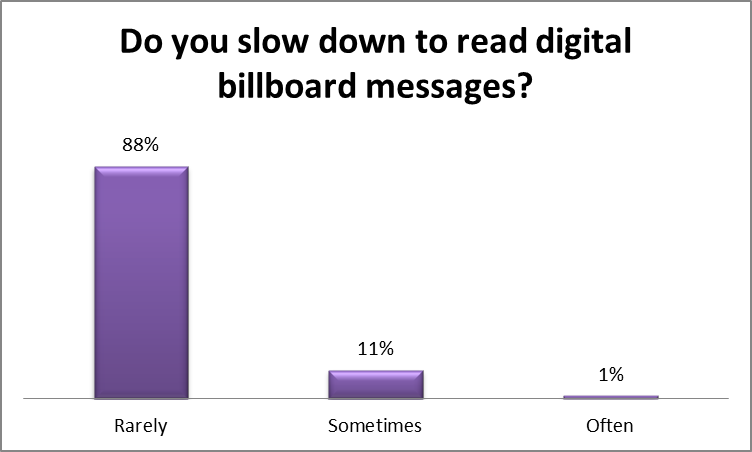 Do you slow down to read digital
billboard messages?
88%
11%
1%
Rarely
Sometimes
Often